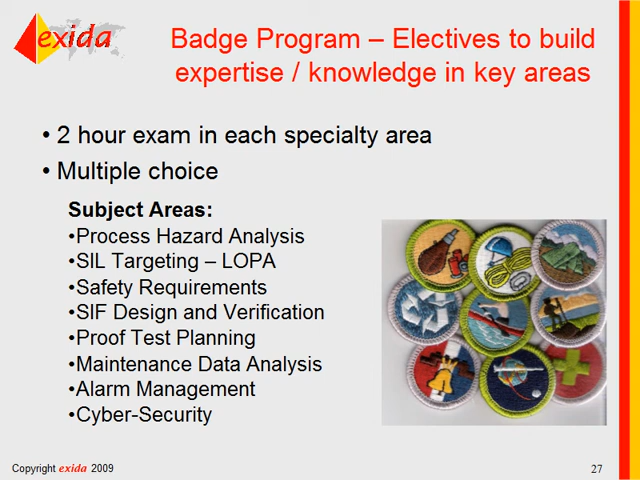 exida
Badge Program – Electives to build
expertise / knowledge in key areas
• 2 hour exam in each specialty area
• Multiple choice
Subject Areas:
•Process Hazard Analysis
•SIL Targeting – LOPA
•Safety Requirements
•SIF Design and Verification
•Proof Test Planning
•Maintenance Data Analysis
•Alarm Management
•Cyber-Security
Copyright exida 2009
27